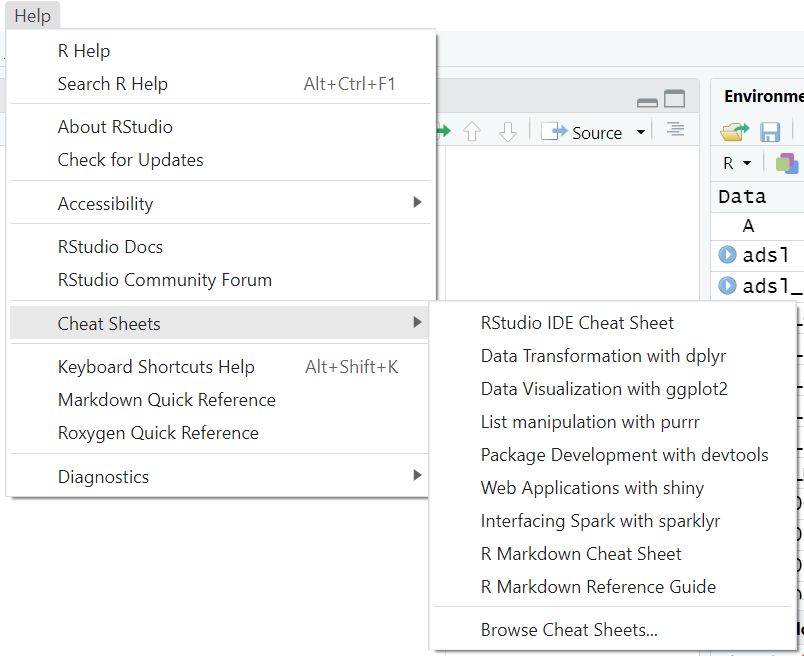 Help
R Help
Search R Help Alt+Ctrl+F1
About RStudio
Check for Updates
Accessibility
RStudio Docs
RStudio Community Forum
Cheat Sheets
Keyboard Shortcuts Help Alt+Shift+K
Markdown Quick Reference
Roxygen Quick Reference
Diagnostics
RStudio IDE Cheat Sheet
Data Transformation with dplyr
Data Visualization with ggplot2
List manipulation with purrr
Package Development with devtools
Web Applications with shiny
Interfacing Spark with sparklyr
R Markdown Cheat Sheet
R Markdown Reference Guide
Browse Cheat Sheets...
Source
Environme
R
Data
A
adsl
adsl_